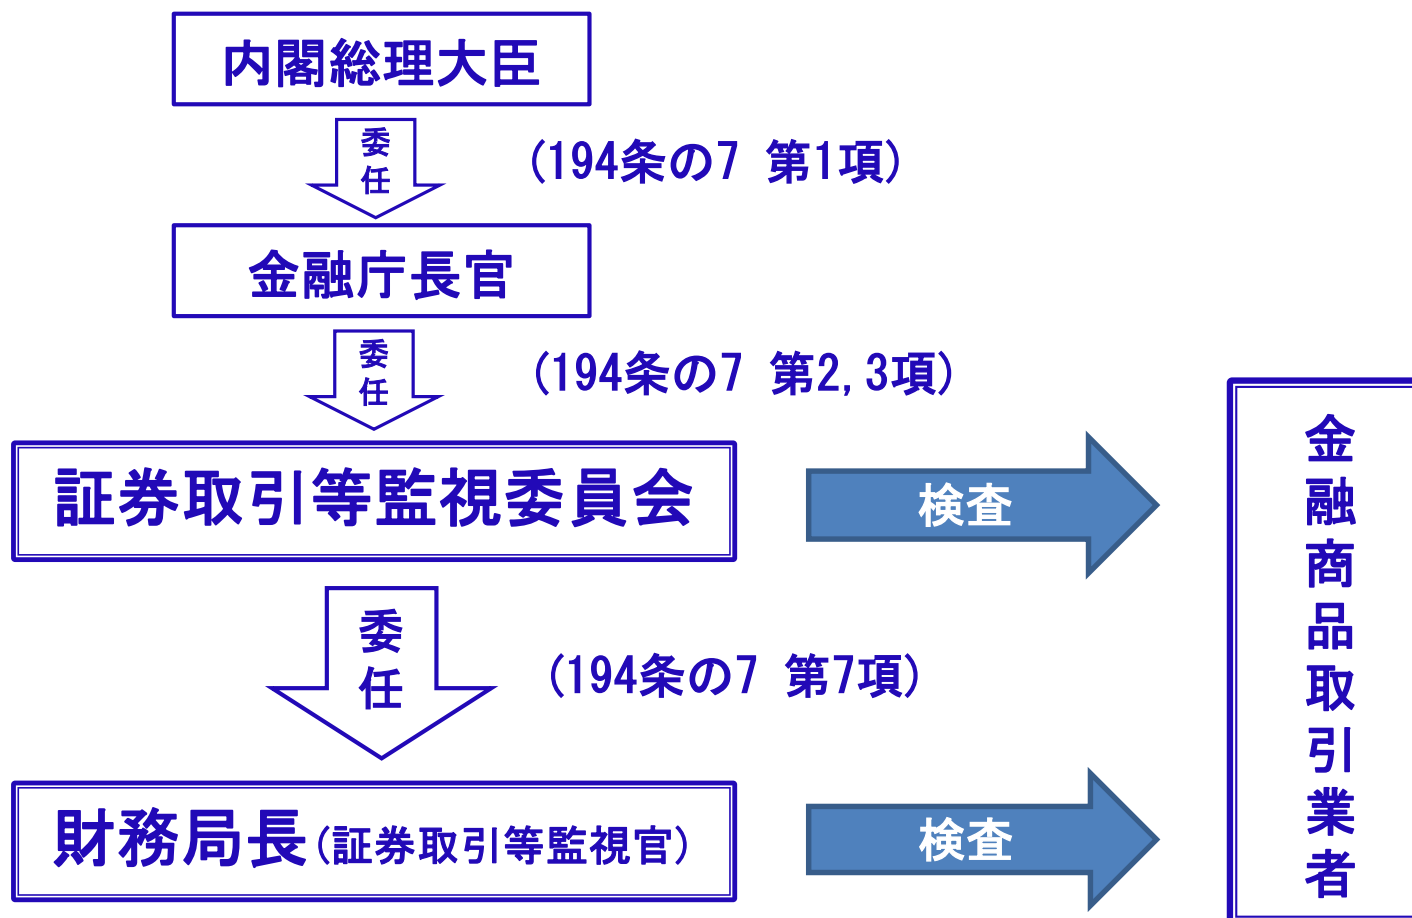 内閣総理大臣
委任
(194条の7 第1項)
金融庁長官
委任
(194条の7 第2,3項)
証券取引等監視委員会
検査
委任
(194条の7 第7項)
財務局長(証券取引等監視官)
検査
金融商品取引業者